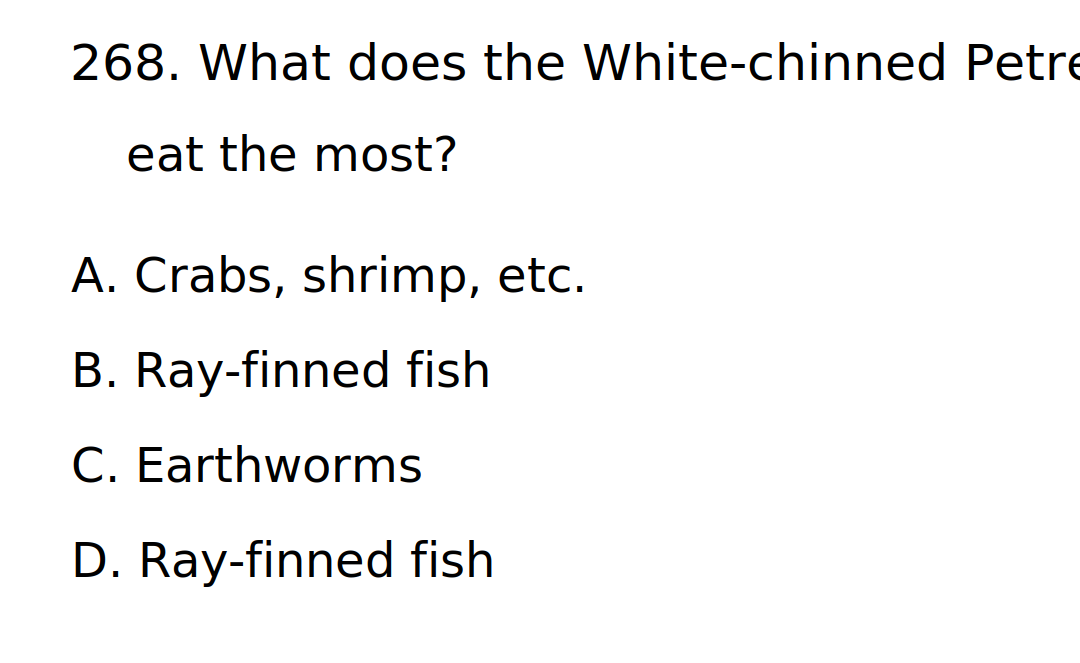 268. What does the White-chinned Petre
eat the most?
A. Crabs, shrimp, etc.
B. Ray-finned fish
C. Earthworms
D. Ray-finned fish